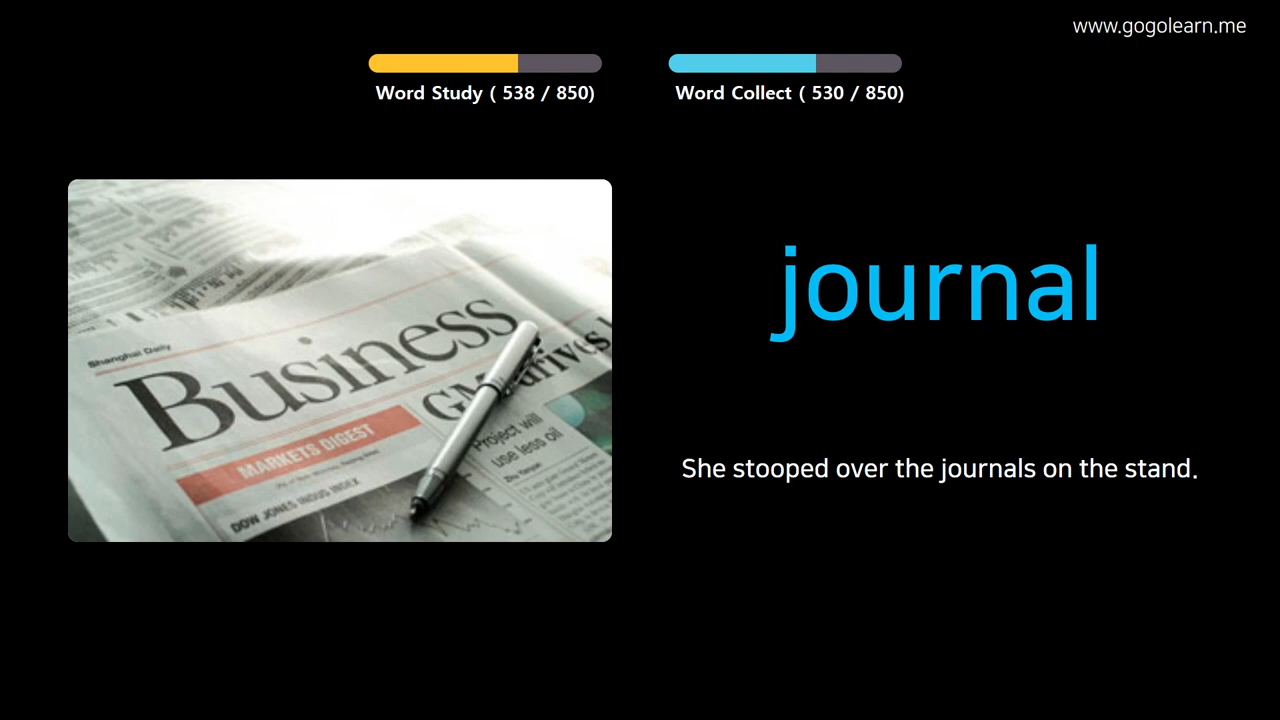 www.gogolearn.me
Word Study ( 538 / 850)
Word Collect ( 530 / 850)
Shanghai Daily
Business
GM drives
MARKETS DIGEST
Project will
use less oil
DOW JONES INDUS INDEX
journal
She stooped over the journals on the stand.